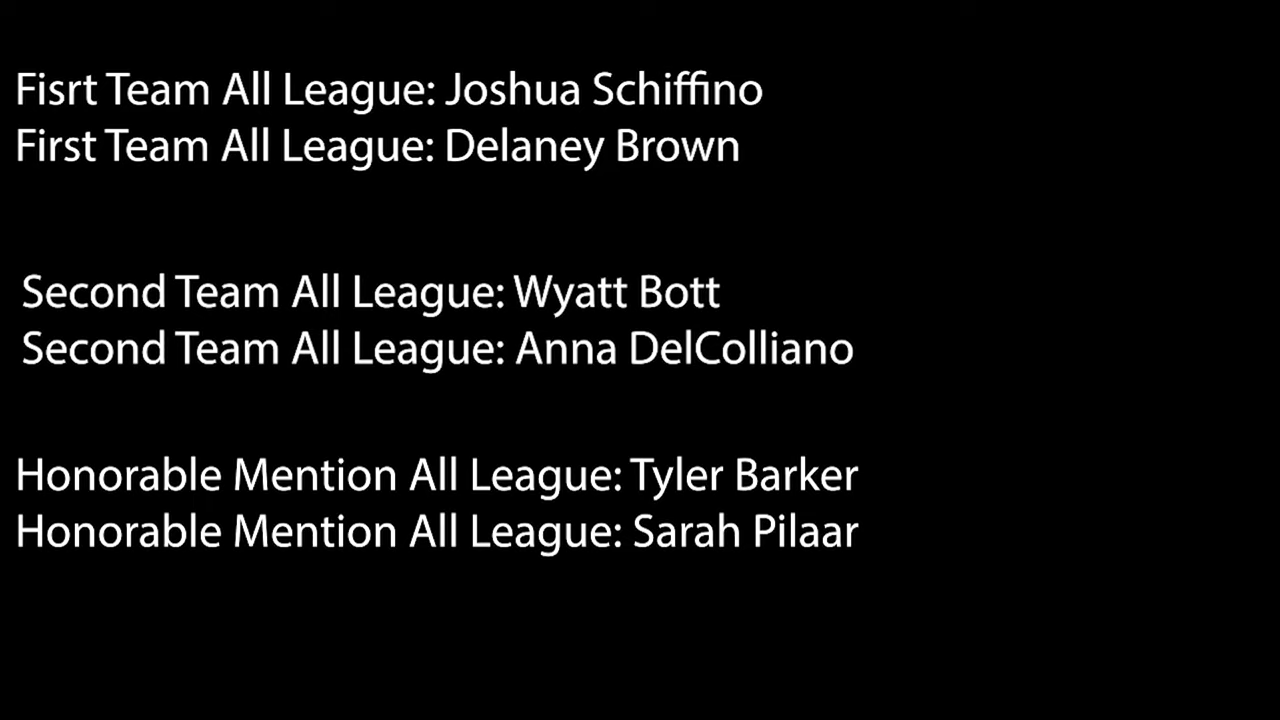 Fisrt Team All League: Joshua Schiffino
First Team All League: Delaney Brown
Second Team All League: Wyatt Bott
Second Team All League: Anna DelColliano
Honorable Mention All League: Tyler Barker
Honorable Mention All League: Sarah Pilaar